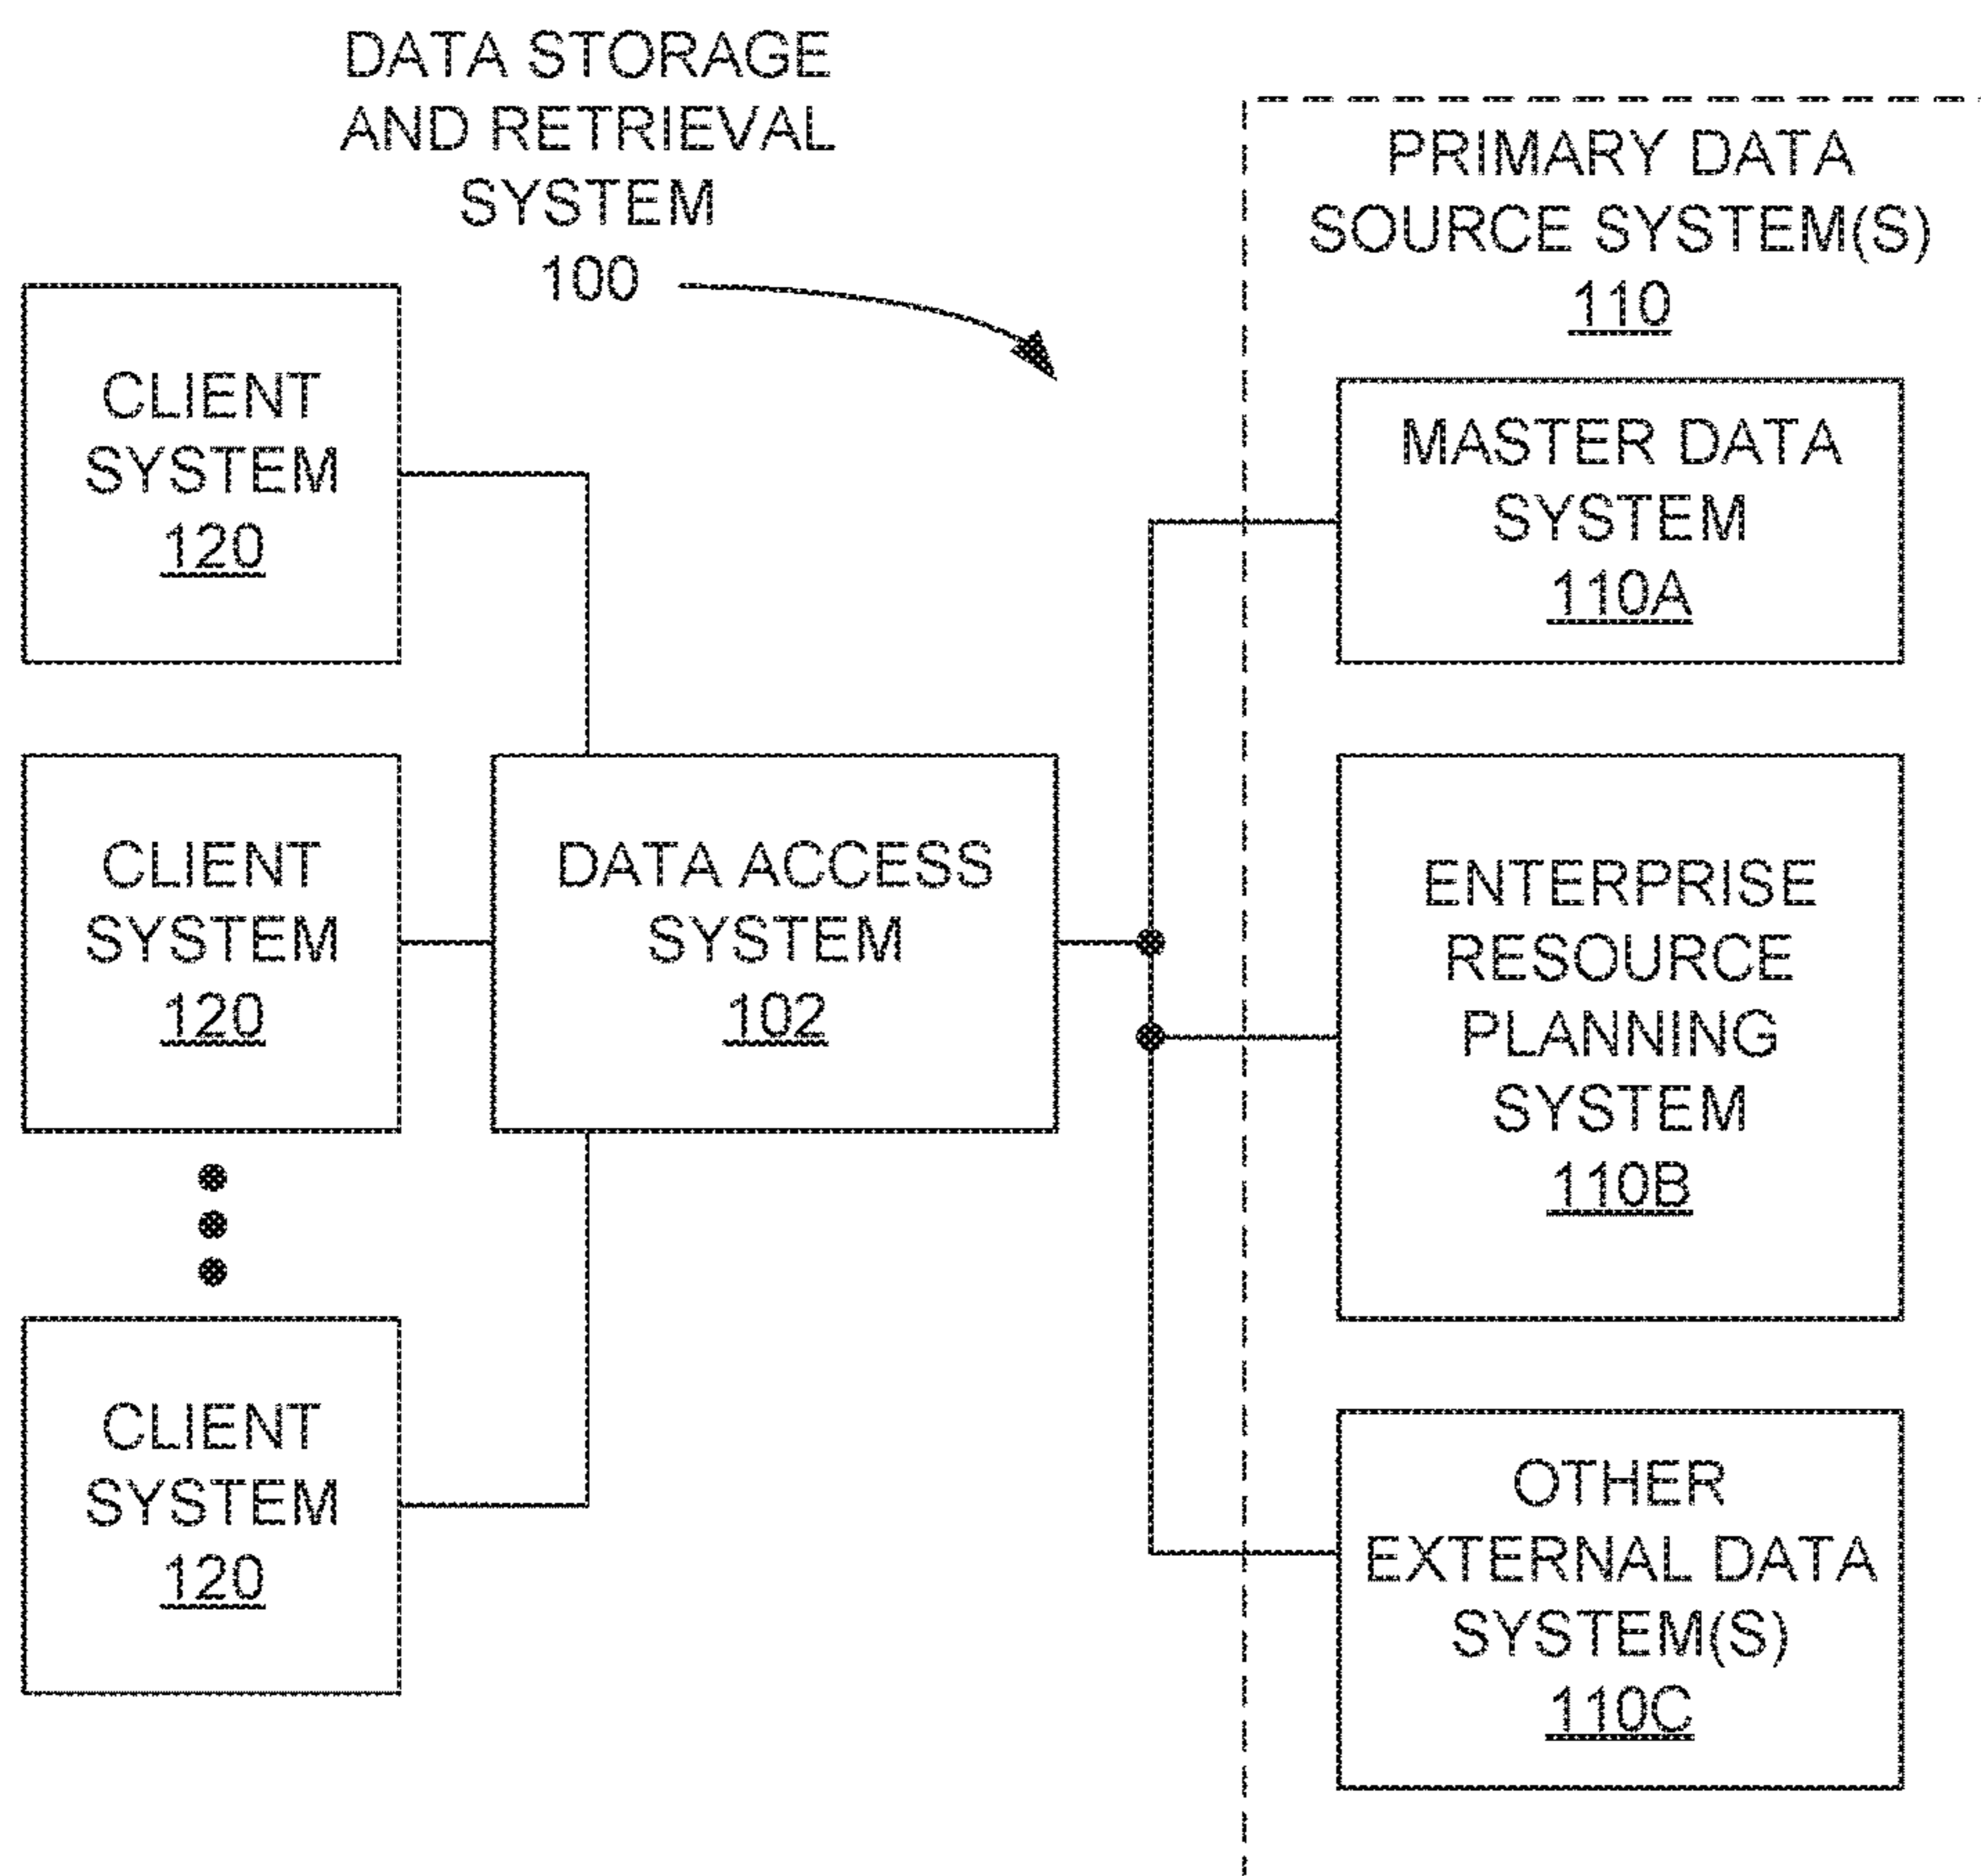 DATA STORAGE
AND RETRIEVAL
SYSTEM
100
PRIMARY DATA
SOURCE SYSTEM(S)
110
CLIENT
SYSTEM
120
MASTER DATA
SYSTEM
110A
CLIENT
SYSTEM
120
DATA ACCESS
SYSTEM
102
ENTERPRISE
RESOURCE
PLANNING
SYSTEM
110B
CLIENT
SYSTEM
120
OTHER
EXTERNAL DATA
SYSTEM(S)
110C